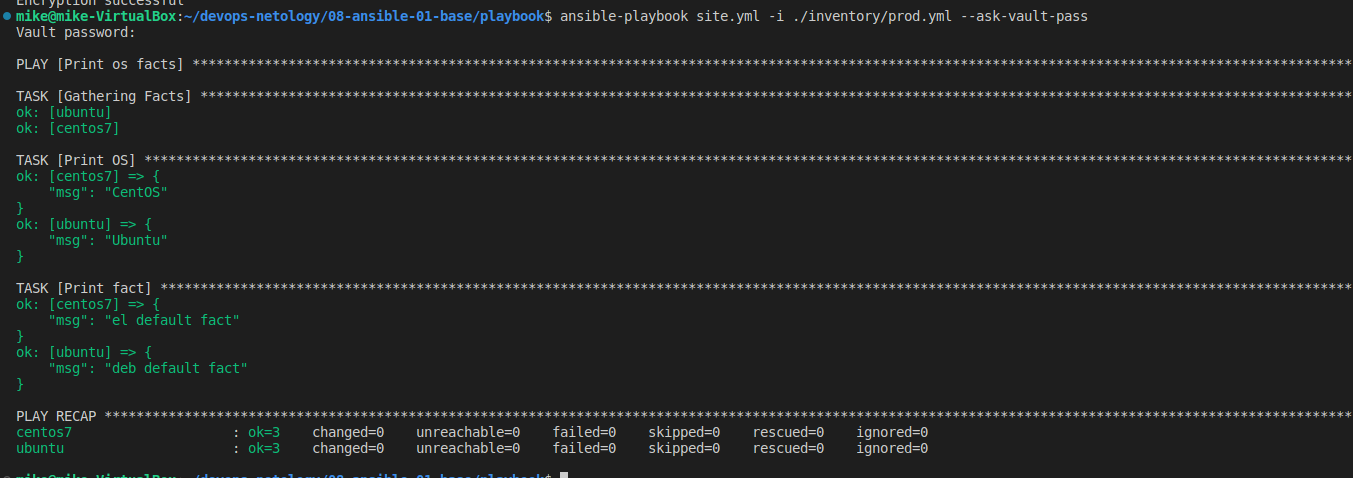 Encryption successful
mike@mike-VirtualBox:~/devops-netology/08-ansible-01-base/playbook$ ansible-playbook site.yml -i ./inventory/prod.yml --ask-vault-pass
Vault password:
PLAY [Print os facts] ************************************************************************************************************************************************
TASK [Gathering Facts] ***********************************************************************************************************************************************
ok: [ubuntu]
ok: [centos7]
TASK [Print OS] ******************************************************************************************************************************************************
ok: [centos7] => {
    "msg": "CentOS"
}
ok: [ubuntu] => {
    "msg": "Ubuntu"
}
TASK [Print fact] ****************************************************************************************************************************************************
ok: [centos7] => {
    "msg": "el default fact"
}
ok: [ubuntu] => {
    "msg": "deb default fact"
}
PLAY RECAP ***********************************************************************************************************************************************************
centos7                    : ok=3    changed=0    unreachable=0    failed=0    skipped=0    rescued=0    ignored=0
ubuntu                     : ok=3    changed=0    unreachable=0    failed=0    skipped=0    rescued=0    ignored=0
mike@mike-VirtualBox:~/devops-netology/08-ansible-01-base/playbook$